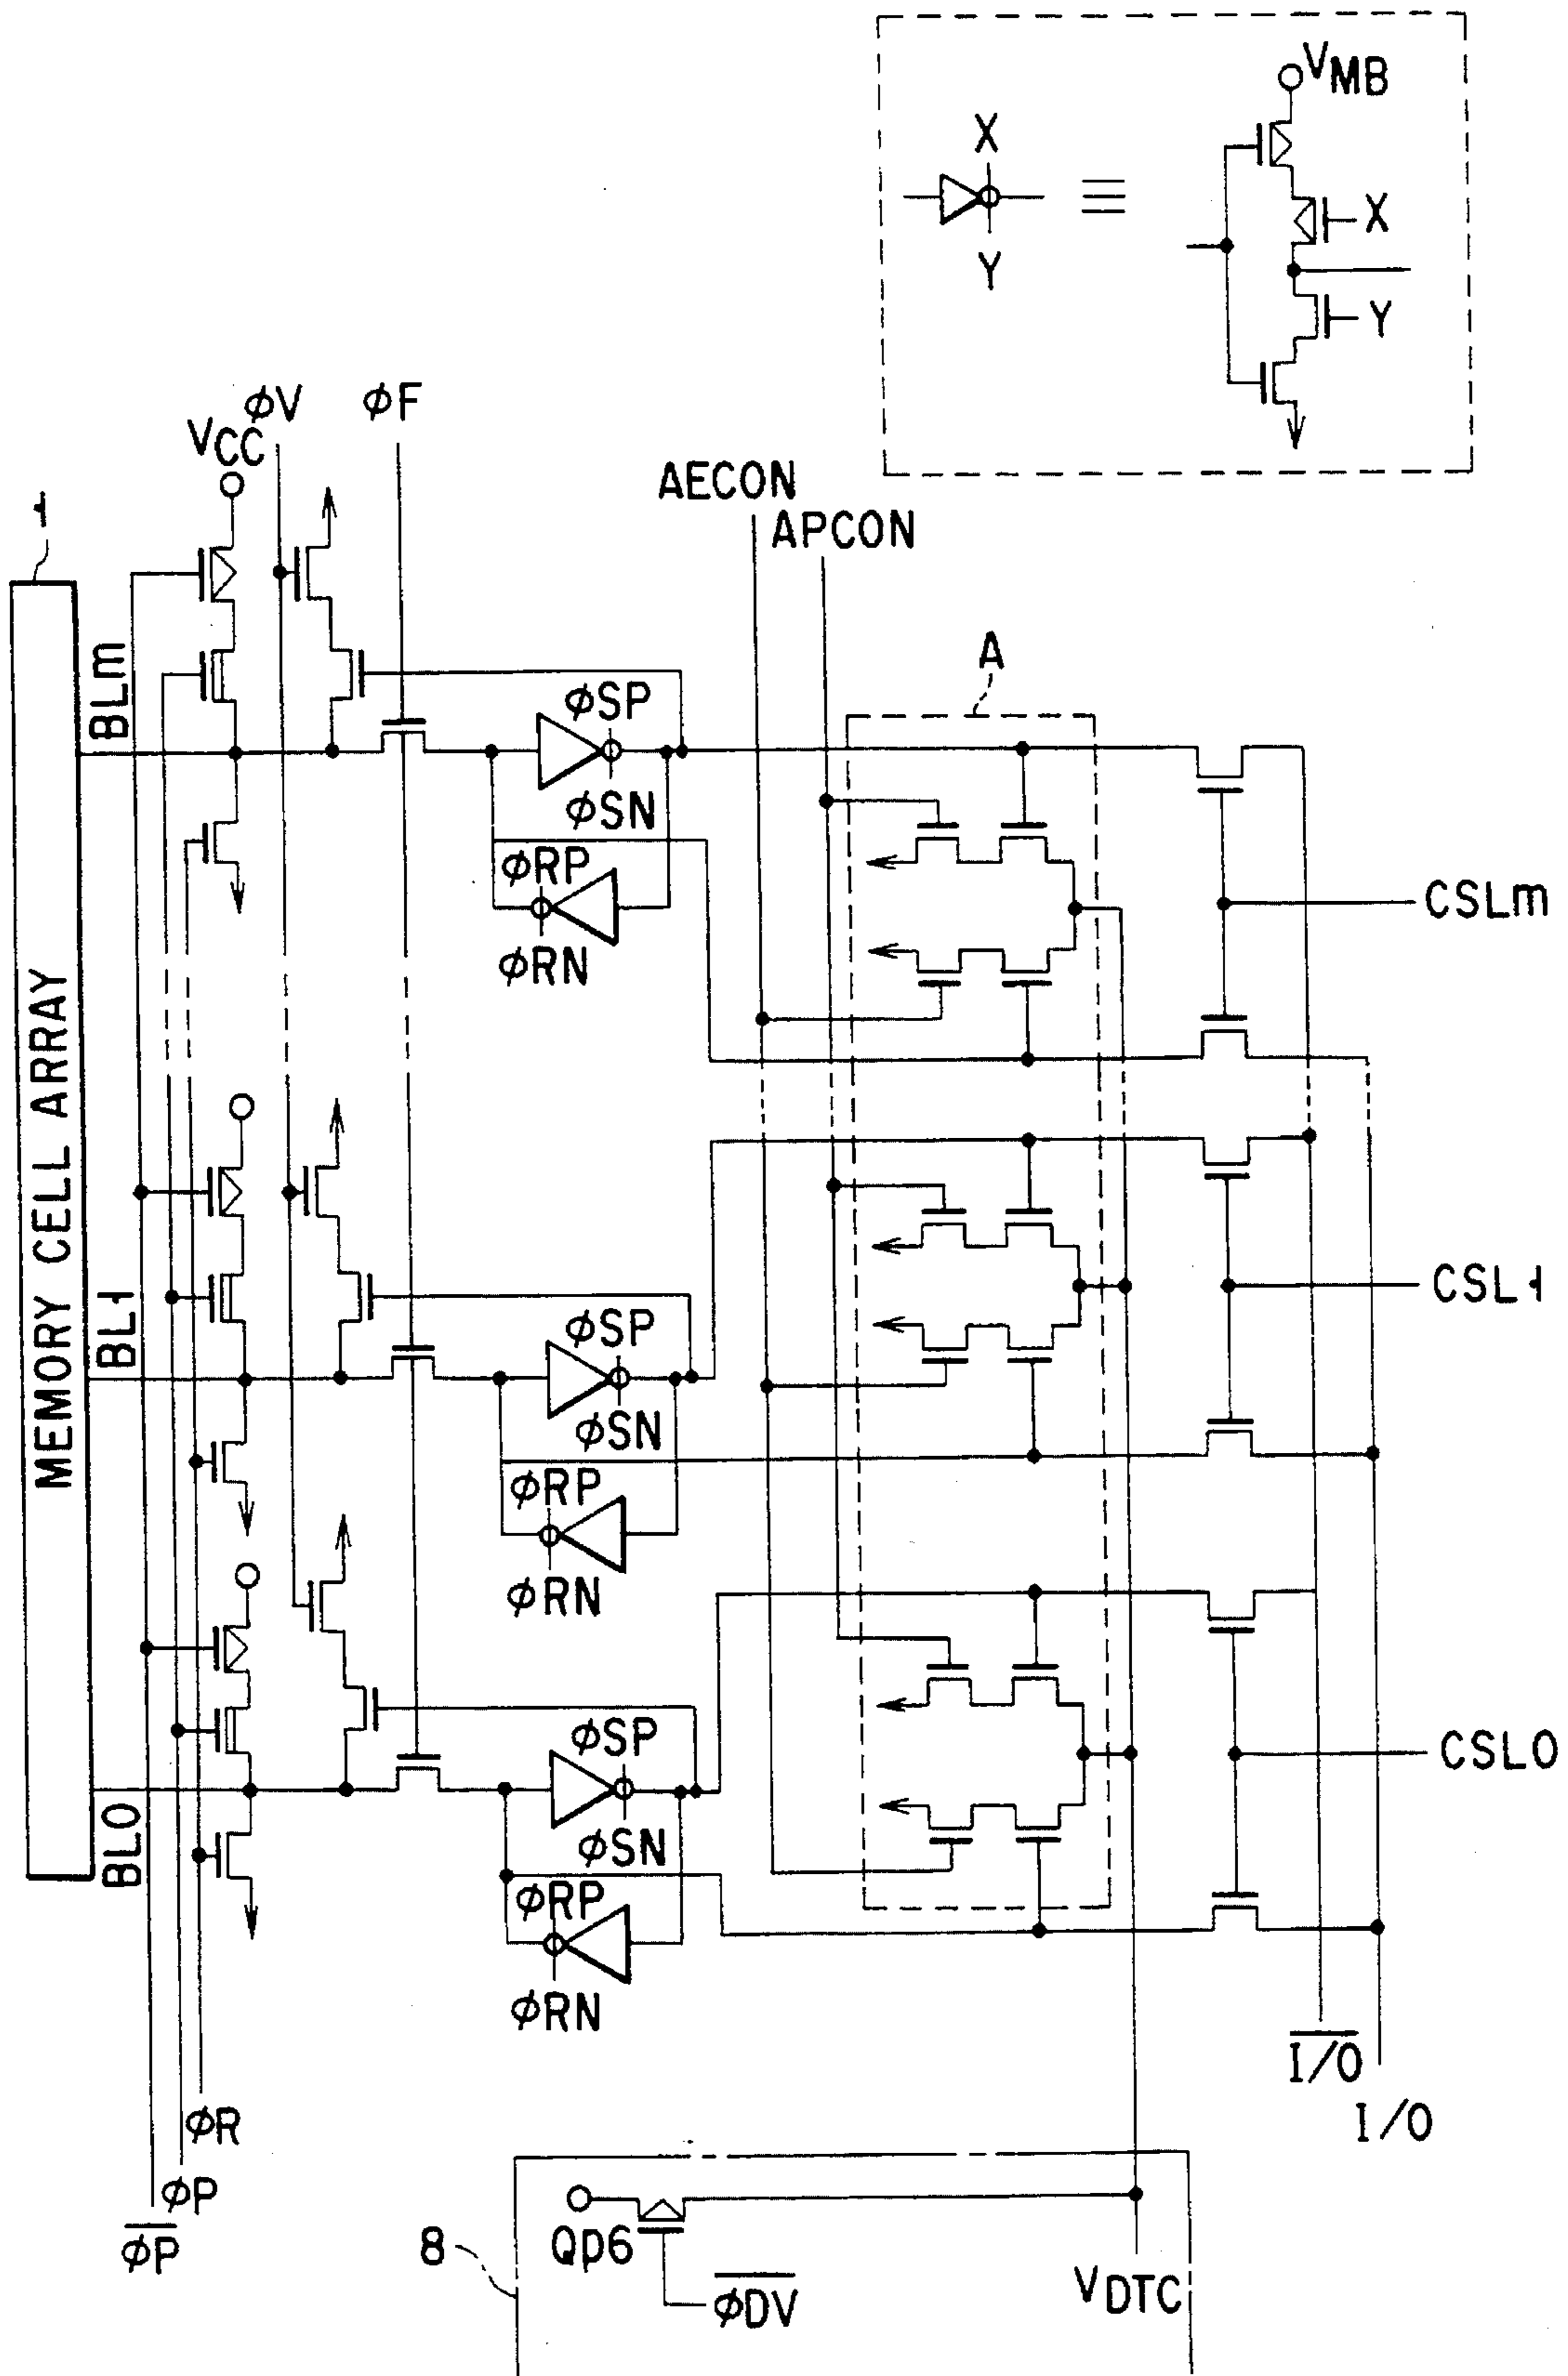 VMB
X
X
Y
Y
φV
φF
VCC
AECON
APCON
1
A
BLm
φSP
φSN
φRP
CSLm
φRN
MEMORY CELL ARRAY
BL1
CSL1
φSP
φSN
φRP
φRN
φSP
CSL0
BL0
φSN
φRP
φRN
I/O
I/O
φR
φP
φP
8
QP6
φDV
VDTC